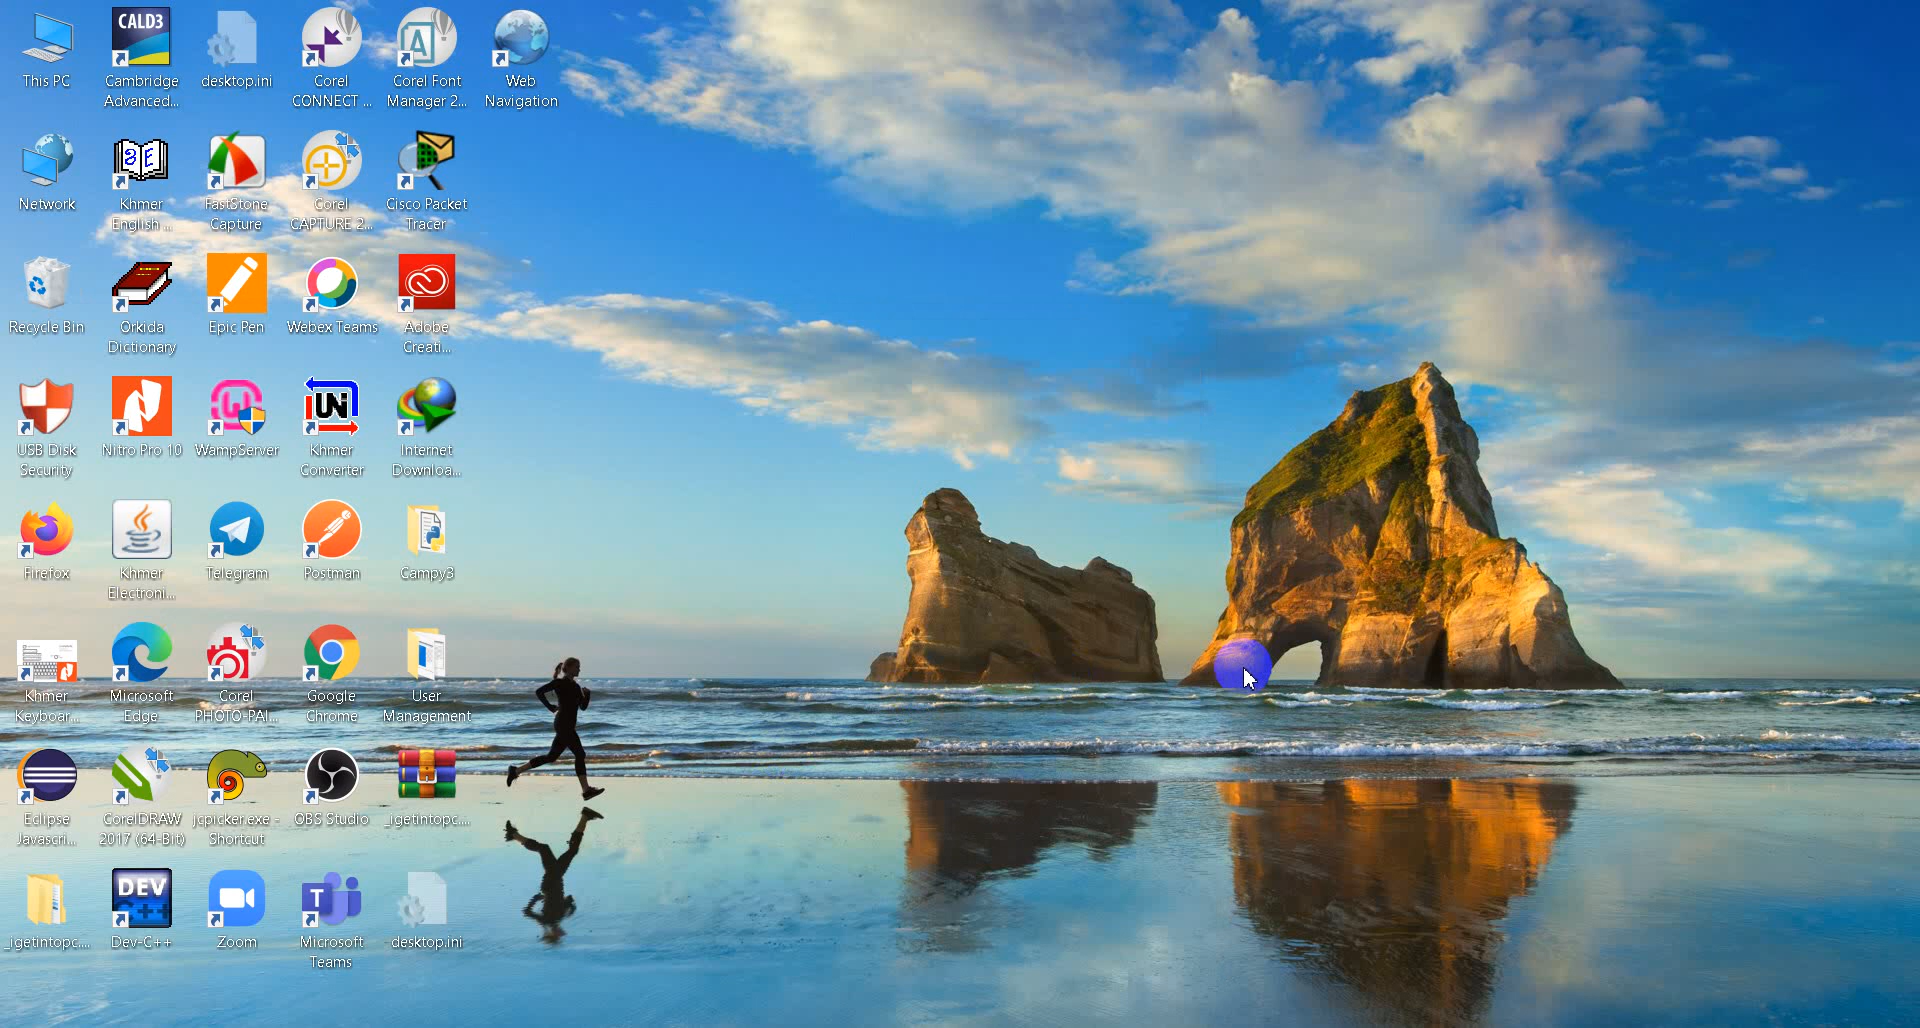 This PC
CALD3
Cambridge
Advanced...
desktop.ini
Corel
CONNECT ...
Corel Font
Manager 2...
Web
Navigation
Network
Khmer
English ...
FastStone
Capture
Corel
CAPTURE 2...
Cisco Packet
Tracer
Recycle Bin
Orkida
Dictionary
Epic Pen
Webex Teams
Adobe
Creati...
USB Disk
Security
Nitro Pro 10
WampServer
UNi
Khmer
Converter
Internet
Downloa...
Firefox
Khmer
Electroni...
Telegram
Postman
Campy3
Khmer
Keyboar...
Microsoft
Edge
Corel
PHOTO-PAI...
Google
Chrome
User
Management
Eclipse
Javascri...
CorelDRAW
2017 (64-Bit)
jcpicker.exe -
Shortcut
OBS Studio
_igetintopc....
_igetintopc....
DEV
C++
Dev-C++
Zoom
T
Microsoft
Teams
desktop.ini